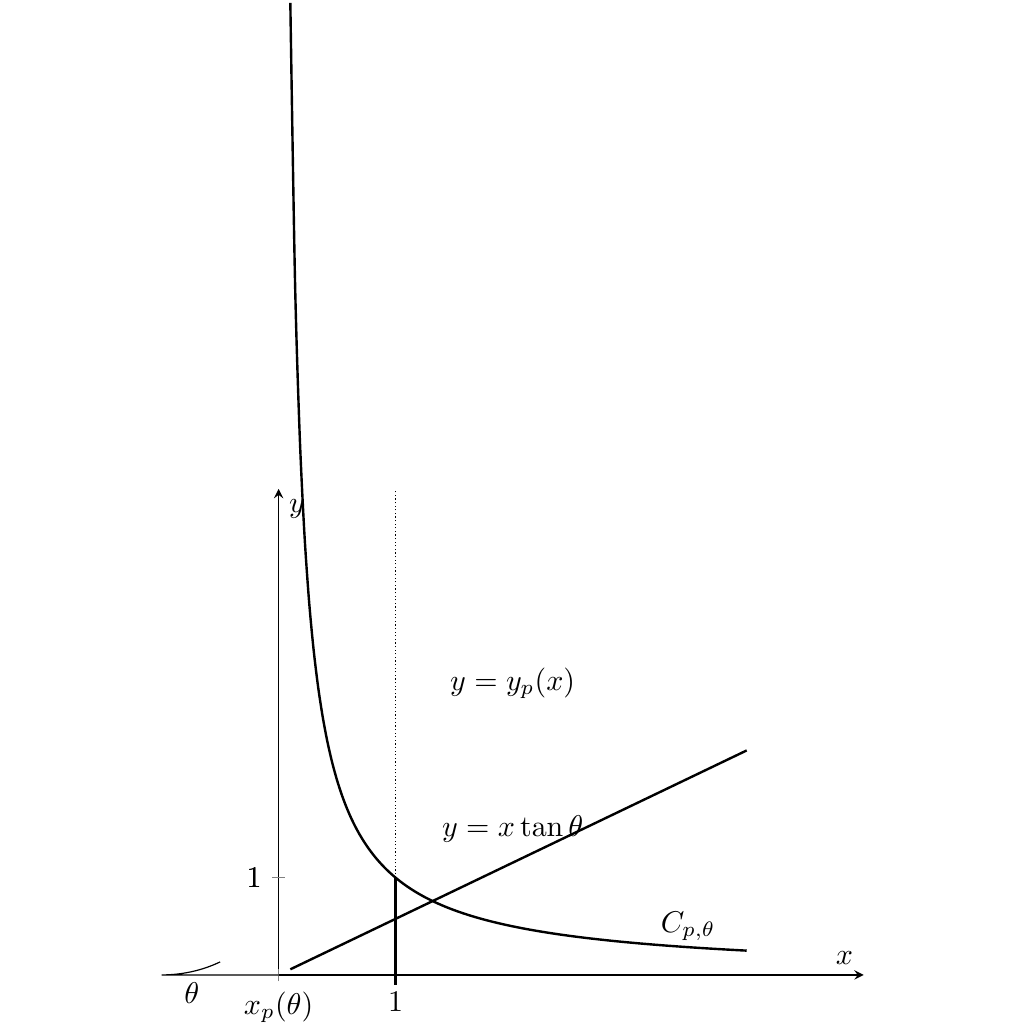 y
y = y_p(x)
y = x tan θ
1
C_{p,θ}
x
θ
x_p(θ)
1